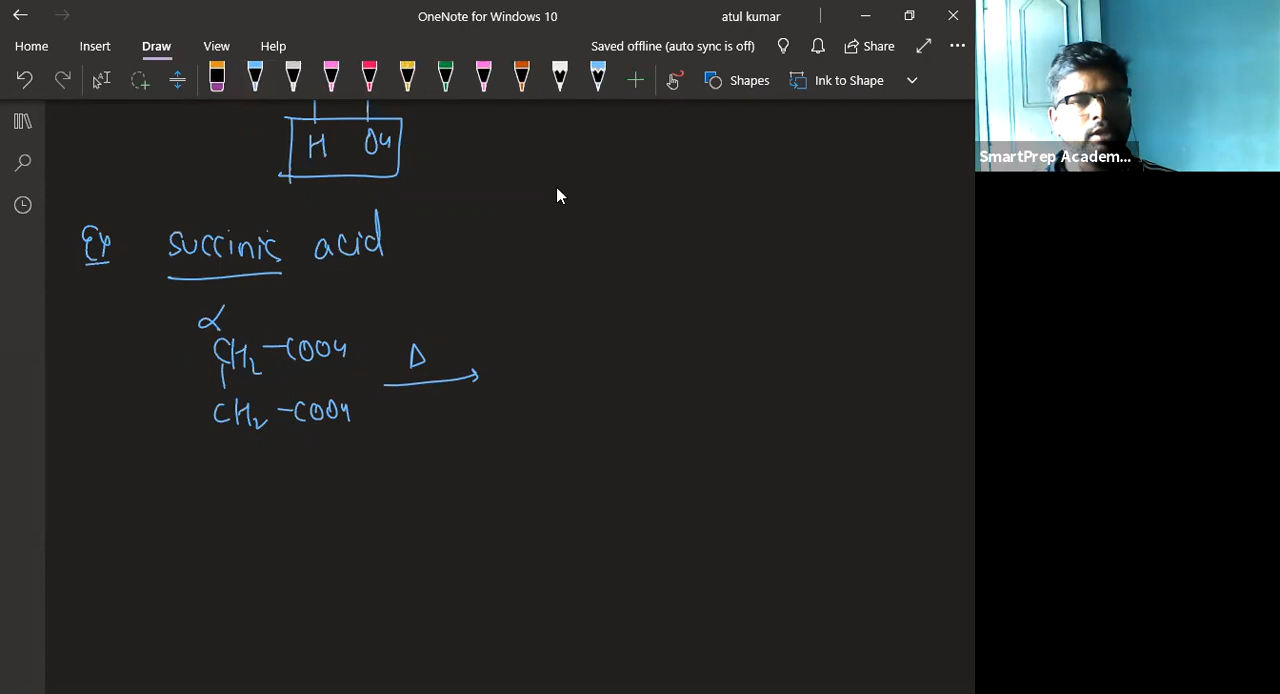 OneNote for Windows 10
atul kumar
Home Insert Draw View Help
Saved offline (auto sync is off)
Share
Shapes
Ink to Shape
SmartPrep Academ...
H OH
Ex succinic acid
α
CH2-COOH Δ
CH2-COOH